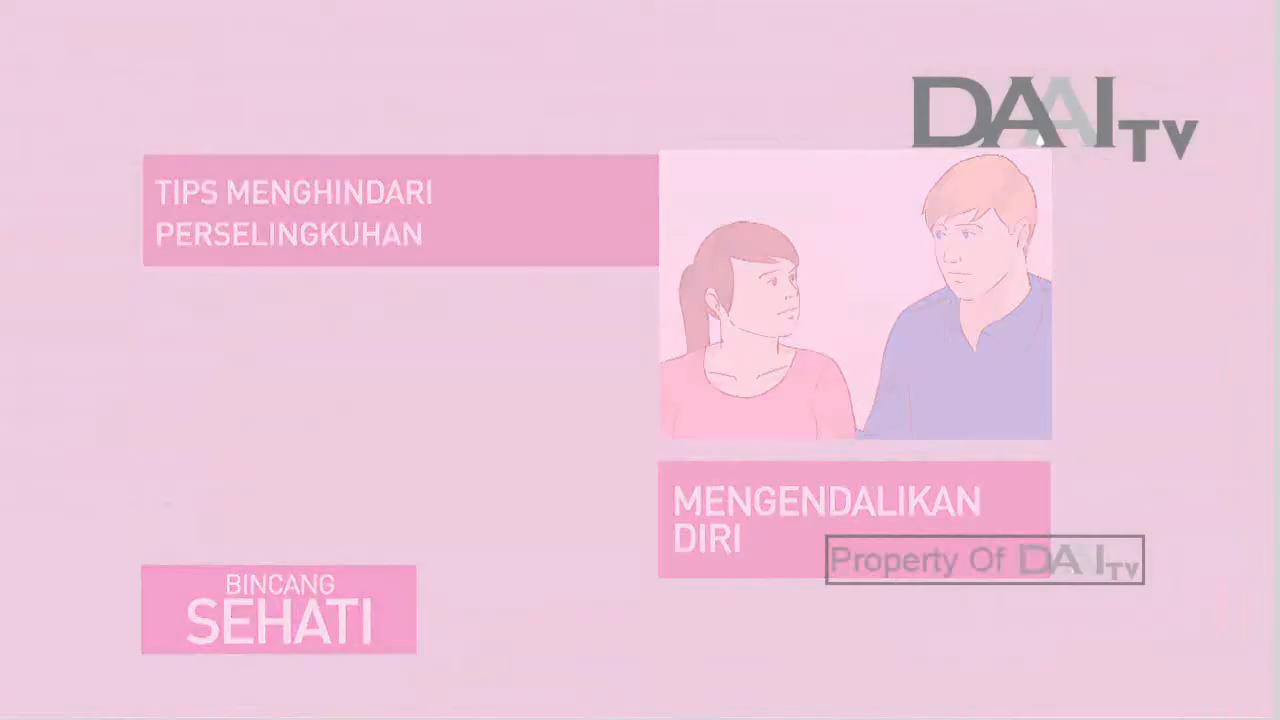 DAAI TV
TIPS MENGHINDARI
PERSELINGKUHAN
MENGENDALIKAN
DIRI
Property Of DAAI TV
BINCANG
SEHATI